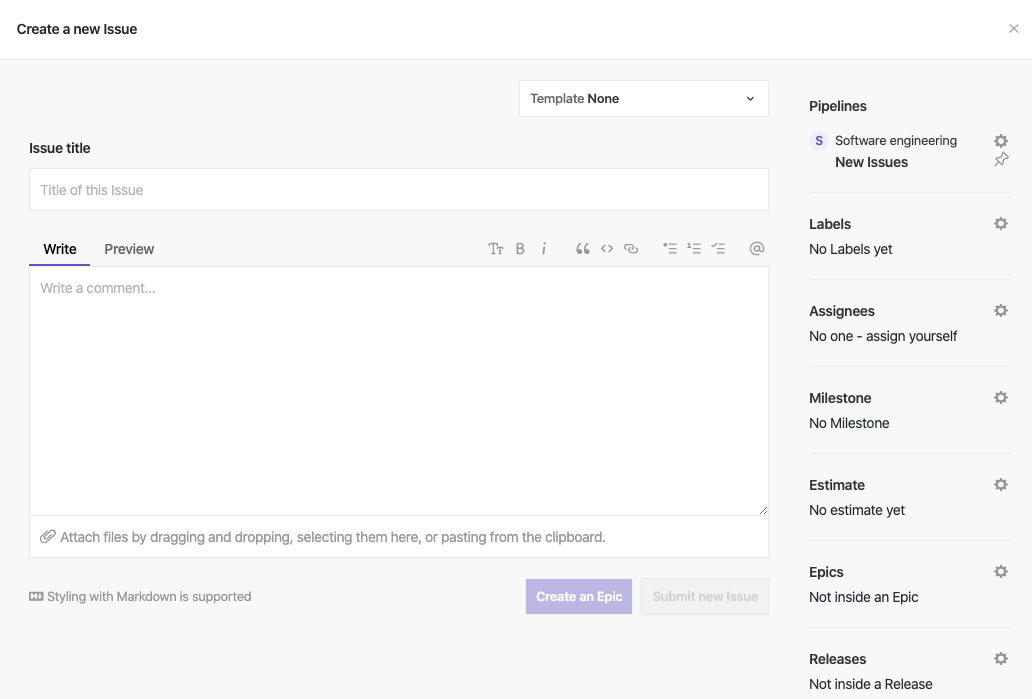 Create a new Issue
Template None
Issue title
Title of this Issue
Write Preview
Write a comment...
Attach files by dragging and dropping, selecting them here, or pasting from the clipboard.
Styling with Markdown is supported
Create an Epic
Submit new Issue
Pipelines
S Software engineering
New Issues
Labels
No Labels yet
Assignees
No one - assign yourself
Milestone
No Milestone
Estimate
No estimate yet
Epics
Not inside an Epic
Releases
Not inside a Release